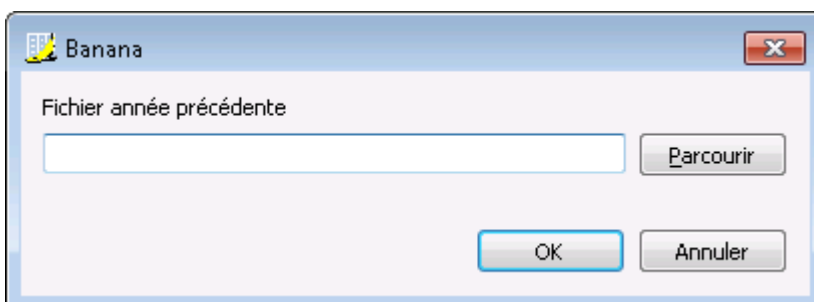 Banana
Fichier année précédente
Parcourir
OK
Annuler